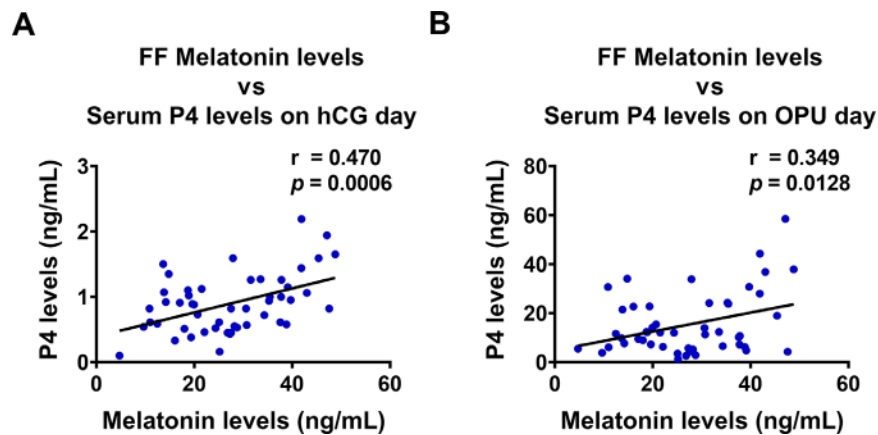 A
FF Melatonin levels
vs
Serum P4 levels on hCG day
r = 0.470
p = 0.0006
P4 levels (ng/mL)
3
2
1
0
0 20 40 60
Melatonin levels (ng/mL)
B
FF Melatonin levels
vs
Serum P4 levels on OPU day
r = 0.349
p = 0.0128
P4 levels (ng/mL)
80
60
40
20
0
0 20 40 60
Melatonin levels (ng/mL)